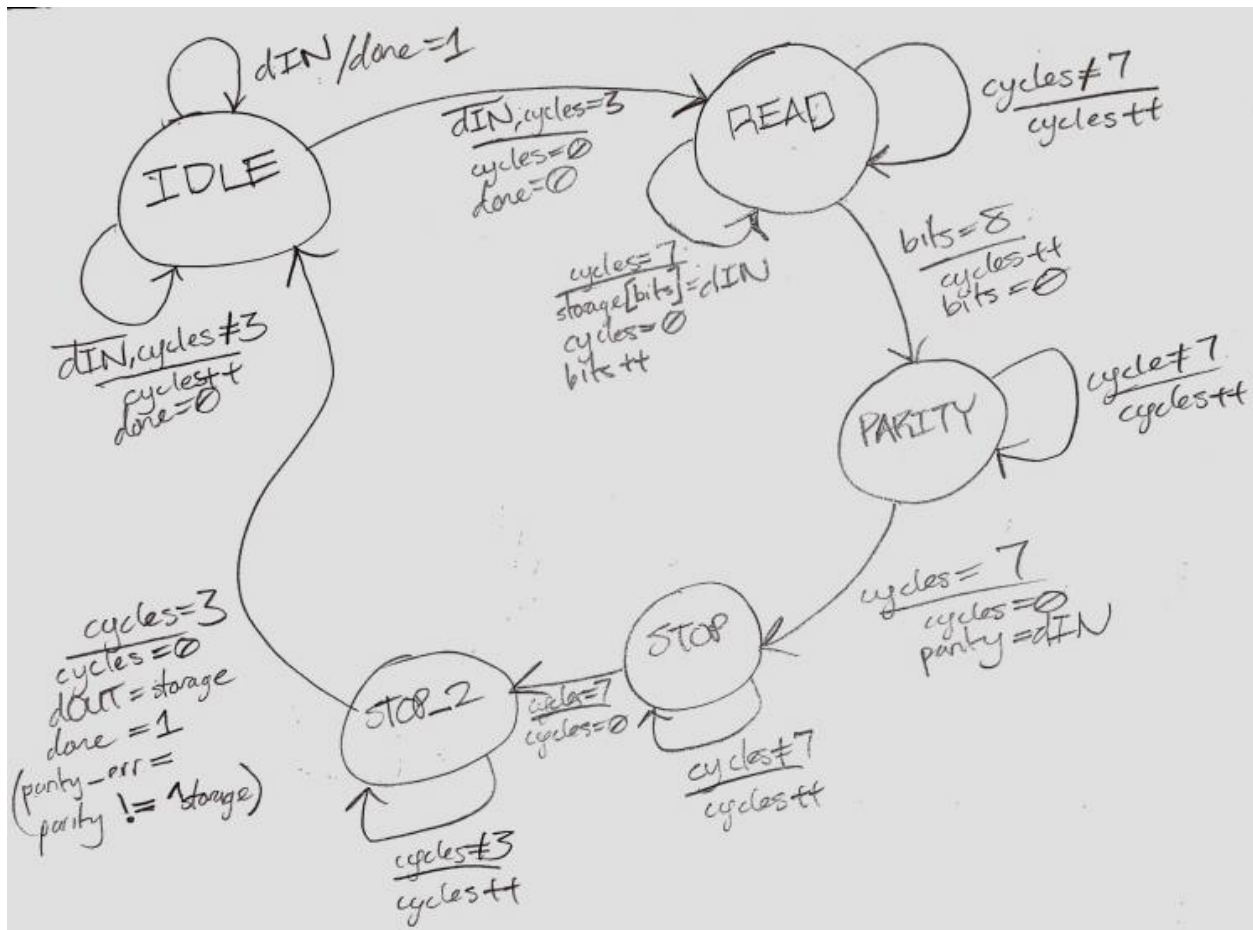 dIN/done=1
IDLE
d̅I̅N̅,cycles=3
cycles=0
done=0
READ
cycles≠7
cycles++
d̅I̅N̅,cycles≠3
cycles++
done=0
cycles=7
storage[bits]=dIN
cycles=0
bits++
bits=8
cycles++
bits=0
PARITY
cycle≠7
cycles++
cycles=7
cycles=0
parity=dIN
STOP
cycles≠7
cycles++
cycle=7
cycles=0
STOP_2
cycles≠3
cycles++
cycles=3
cycles=0
dOUT=storage
done=1
(parity_err=
parity != ^storage)